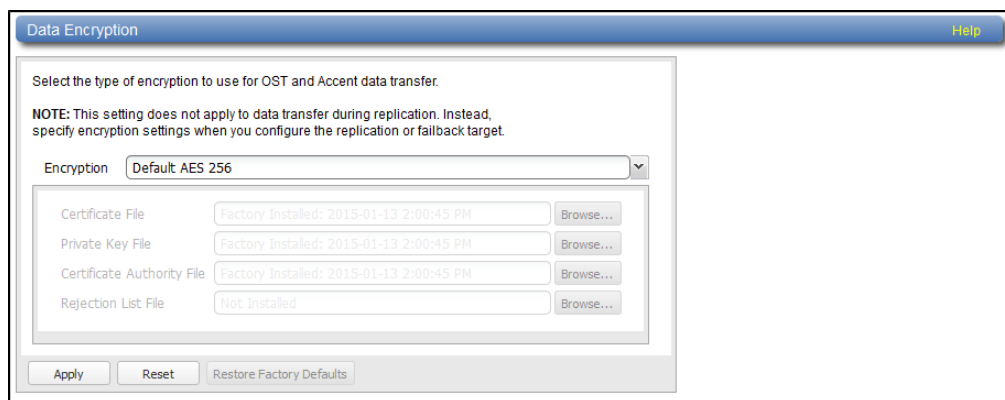 Data Encryption Help
Select the type of encryption to use for OST and Accent data transfer.
NOTE: This setting does not apply to data transfer during replication. Instead,
specify encryption settings when you configure the replication or failback target.
Encryption Default AES 256
Certificate File Factory Installed: 2015-01-13 2:00:45 PM Browse...
Private Key File Factory Installed: 2015-01-13 2:00:45 PM Browse...
Certificate Authority File Factory Installed: 2015-01-13 2:00:45 PM Browse...
Rejection List File Not Installed Browse...
Apply Reset Restore Factory Defaults